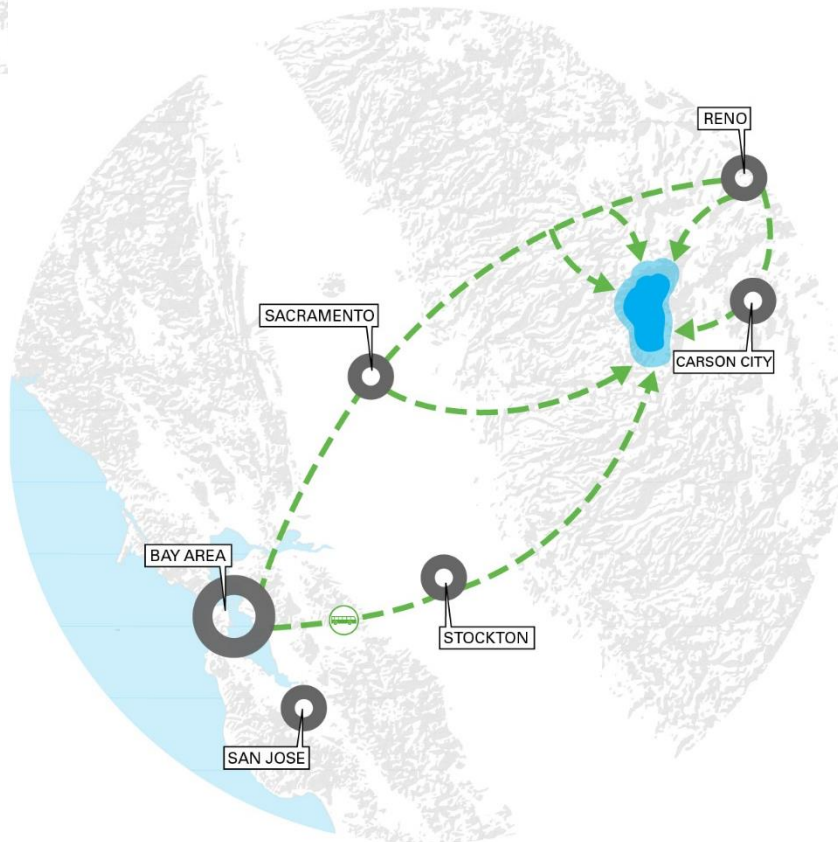 RENO
SACRAMENTO
CARSON CITY
BAY AREA
STOCKTON
SAN JOSE